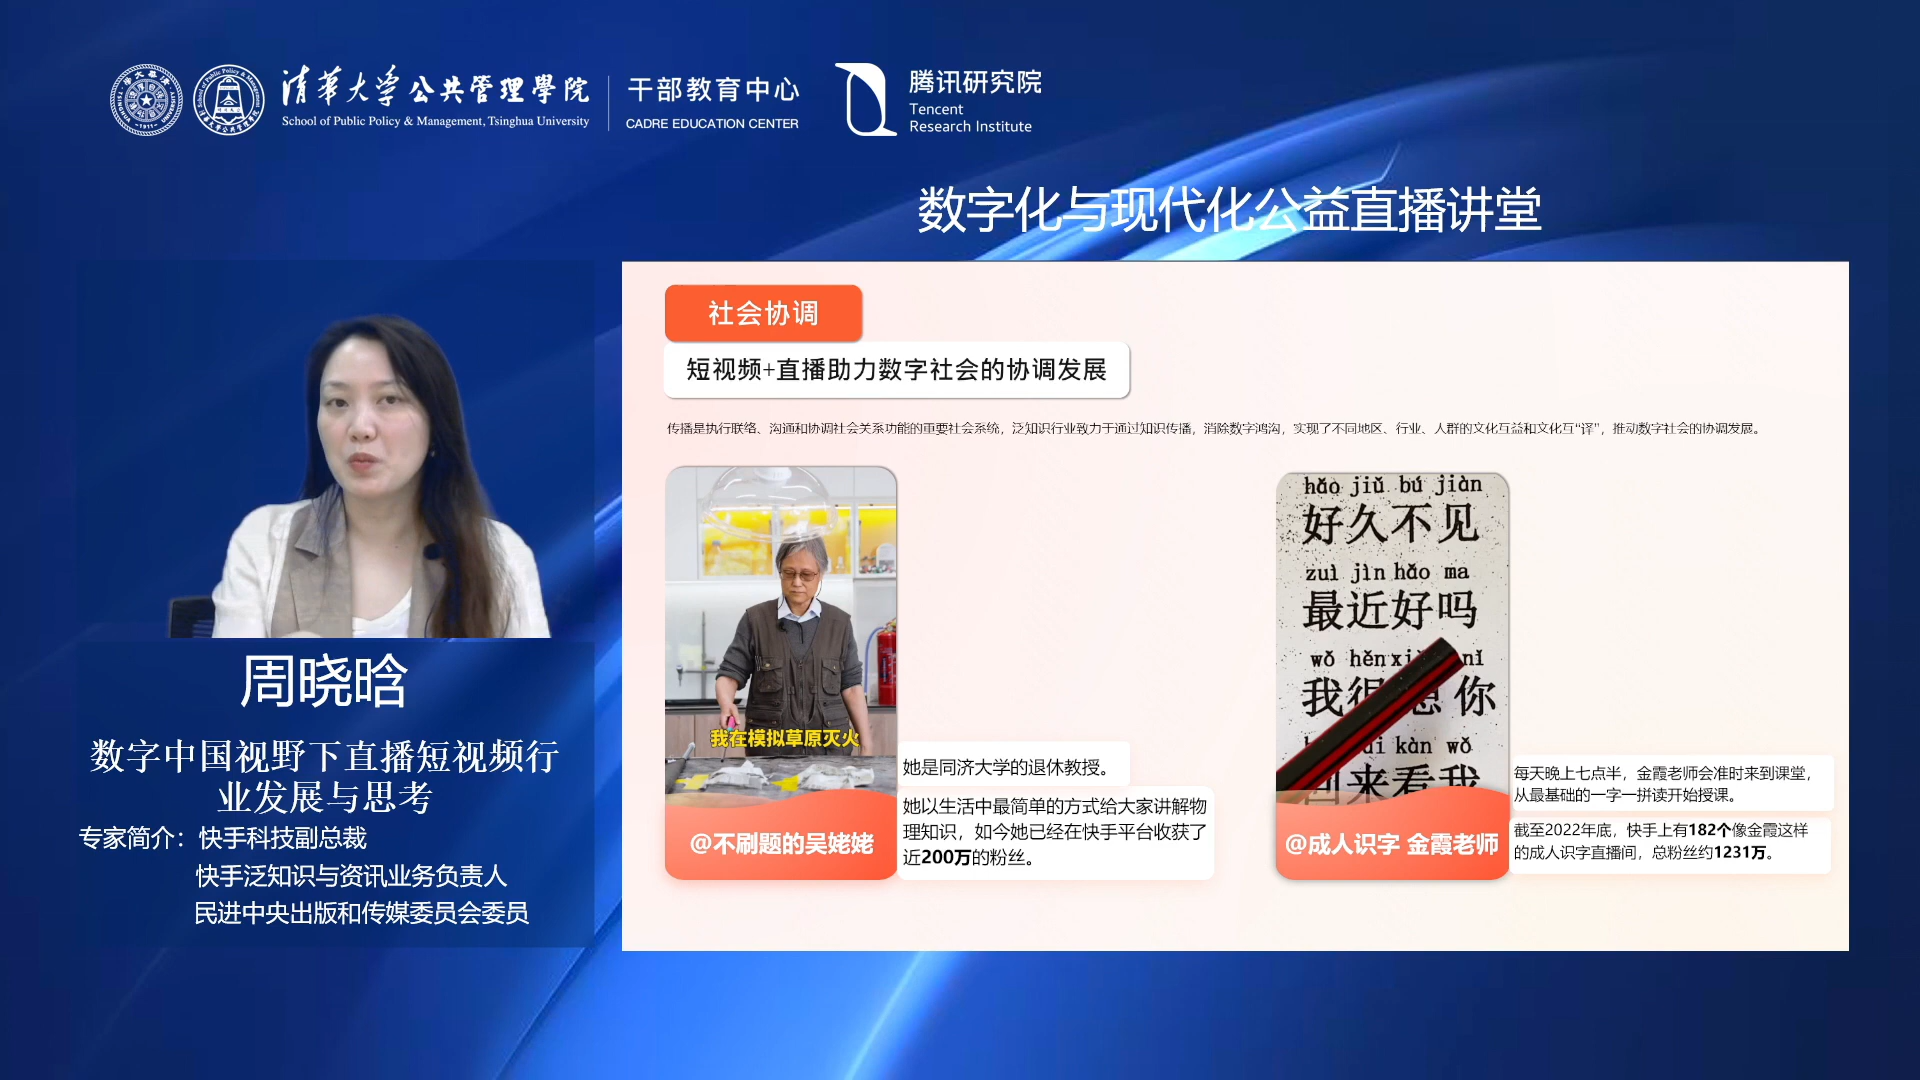 清華大学公共管理學院
School of Public Policy & Management, Tsinghua University
干部教育中心
CADRE EDUCATION CENTER
腾讯研究院
Tencent
Research Institute
数字化与现代化公益直播讲堂
周晓晗
数字中国视野下直播短视频行
业发展与思考
专家简介：快手科技副总裁
快手泛知识与资讯业务负责人
民进中央出版和传媒委员会委员
社会协调
短视频+直播助力数字社会的协调发展
传播是执行联络、沟通和协调社会关系功能的重要社会系统，泛知识行业致力于通过知识传播，消除数字鸿沟，实现了不同地区、行业、人群的文化互益和文化互“译”，推动数字社会的协调发展。
我在模拟草原灭火
@不刷题的吴姥姥
她是同济大学的退休教授。
她以生活中最简单的方式给大家讲解物
理知识，如今她已经在快手平台收获了
近200万的粉丝。
hǎo jiǔ bú jiàn
好久不见
zuì jìn hǎo ma
最近好吗
wǒ hěn xi nǐ
我很想你
kàn wǒ
回来看我
@成人识字 金霞老师
每天晚上七点半，金霞老师会准时来到课堂，
从最基础的一字一拼读开始授课。
截至2022年底，快手上有182个像金霞这样
的成人识字直播间，总粉丝约1231万。